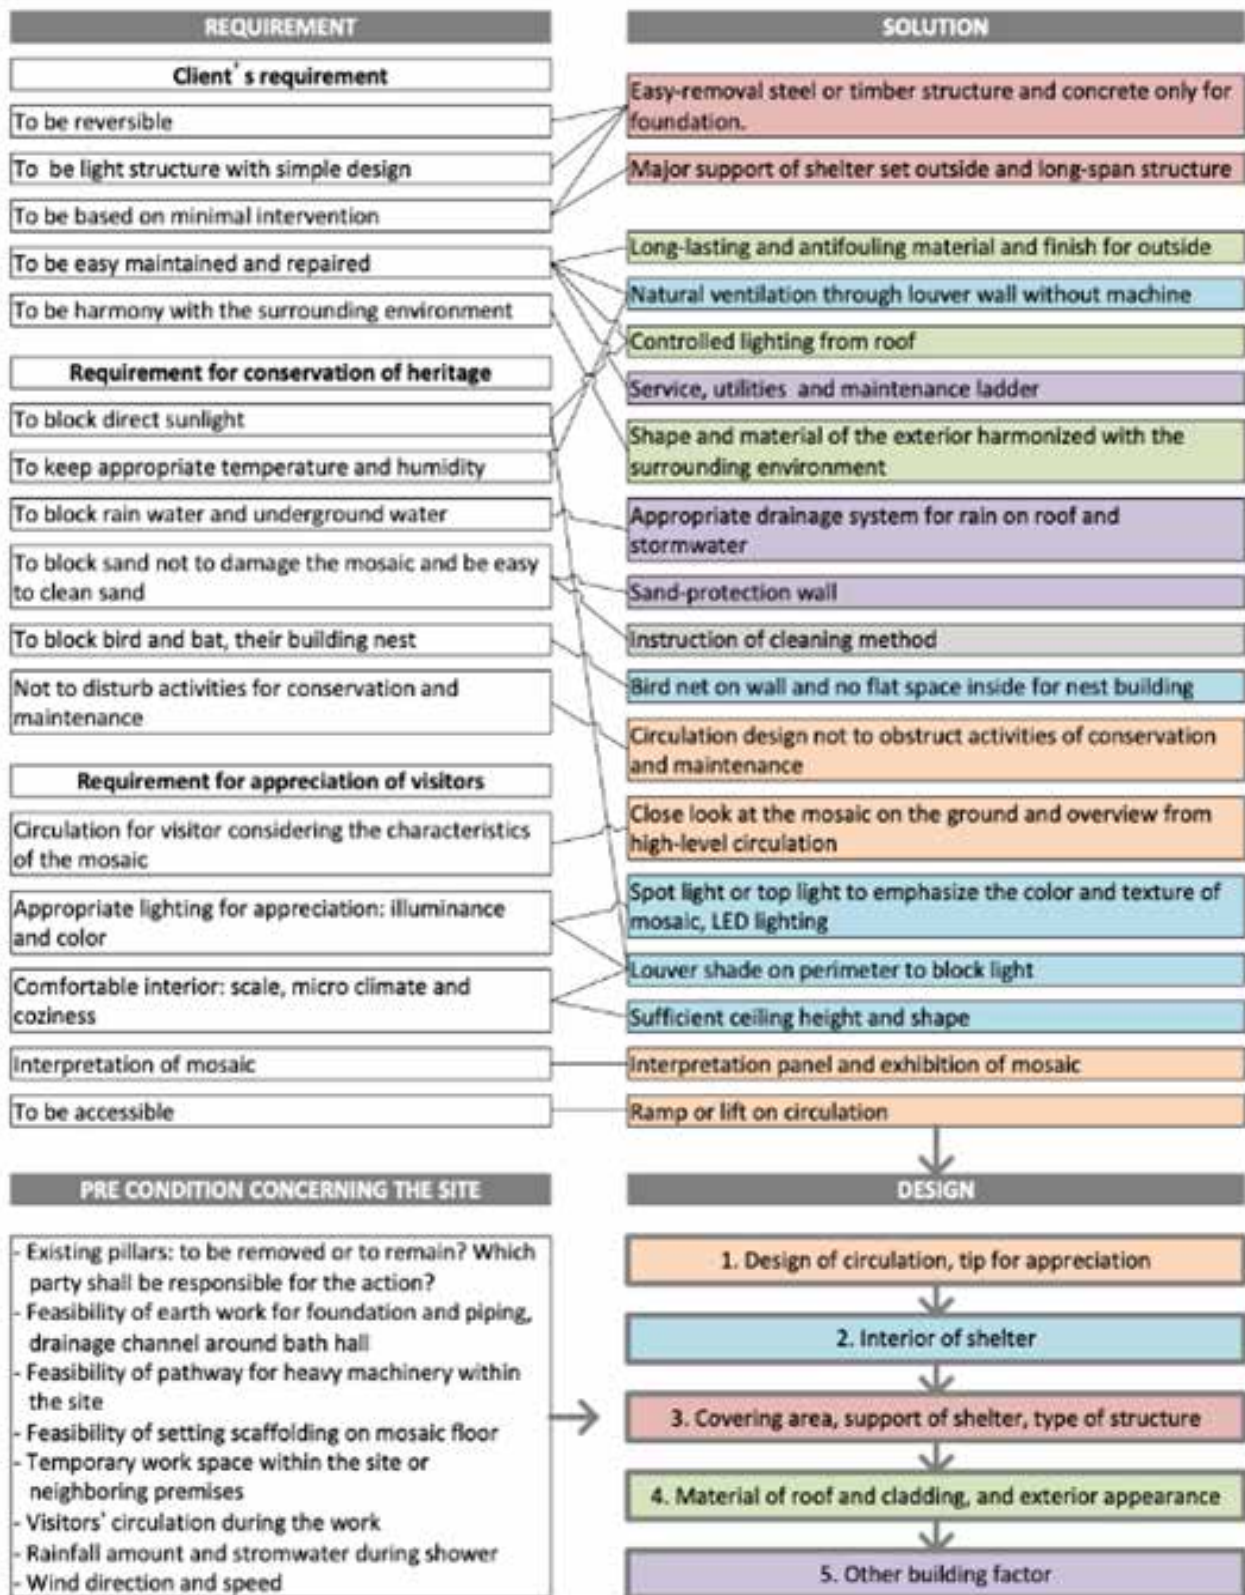 REQUIREMENT
Client's requirement
To be reversible
To be light structure with simple design
To be based on minimal intervention
To be easy maintained and repaired
To be harmony with the surrounding environment
Requirement for conservation of heritage
To block direct sunlight
To keep appropriate temperature and humidity
To block rain water and underground water
To block sand not to damage the mosaic and be easy
to clean sand
To block bird and bat, their building nest
Not to disturb activities for conservation and
maintenance
Requirement for appreciation of visitors
Circulation for visitor considering the characteristics
of the mosaic
Appropriate lighting for appreciation: illuminance
and color
Comfortable interior: scale, micro climate and
coziness
Interpretation of mosaic
To be accessible
SOLUTION
Easy-removal steel or timber structure and concrete only for
foundation.
Major support of shelter set outside and long-span structure
Long-lasting and antifouling material and finish for outside
Natural ventilation through louver wall without machine
Controlled lighting from roof
Service, utilities and maintenance ladder
Shape and material of the exterior harmonized with the
surrounding environment
Appropriate drainage system for rain on roof and
stormwater
Sand-protection wall
Instruction of cleaning method
Bird net on wall and no flat space inside for nest building
Circulation design not to obstruct activities of conservation
and maintenance
Close look at the mosaic on the ground and overview from
high-level circulation
Spot light or top light to emphasize the color and texture of
mosaic, LED lighting
Louver shade on perimeter to block light
Sufficient ceiling height and shape
Interpretation panel and exhibition of mosaic
Ramp or lift on circulation
PRE CONDITION CONCERNING THE SITE
- Existing pillars: to be removed or to remain? Which
party shall be responsible for the action?
- Feasibility of earth work for foundation and piping,
drainage channel around bath hall
- Feasibility of pathway for heavy machinery within
the site
- Feasibility of setting scaffolding on mosaic floor
- Temporary work space within the site or
neighboring premises
- Visitors' circulation during the work
- Rainfall amount and stromwater during shower
- Wind direction and speed
DESIGN
1. Design of circulation, tip for appreciation
2. Interior of shelter
3. Covering area, support of shelter, type of structure
4. Material of roof and cladding, and exterior appearance
5. Other building factor